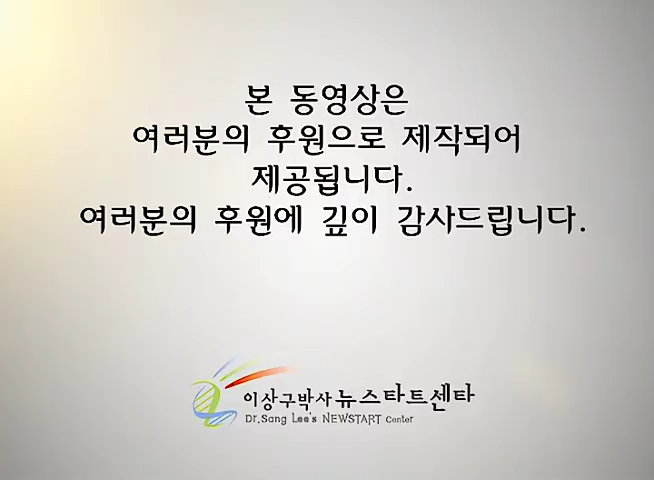 본 동영상은
여러분의 후원으로 제작되어
제공됩니다.
여러분의 후원에 깊이 감사드립니다.
이상구박사뉴스타트센타
Dr.Sang Lee's NEWSTART Center